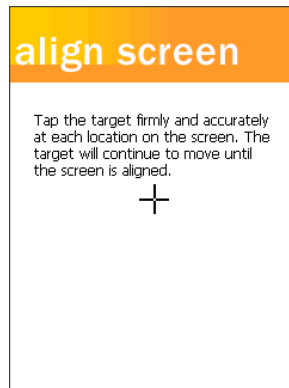 align screen
Tap the target firmly and accurately
at each location on the screen. The
target will continue to move until
the screen is aligned.